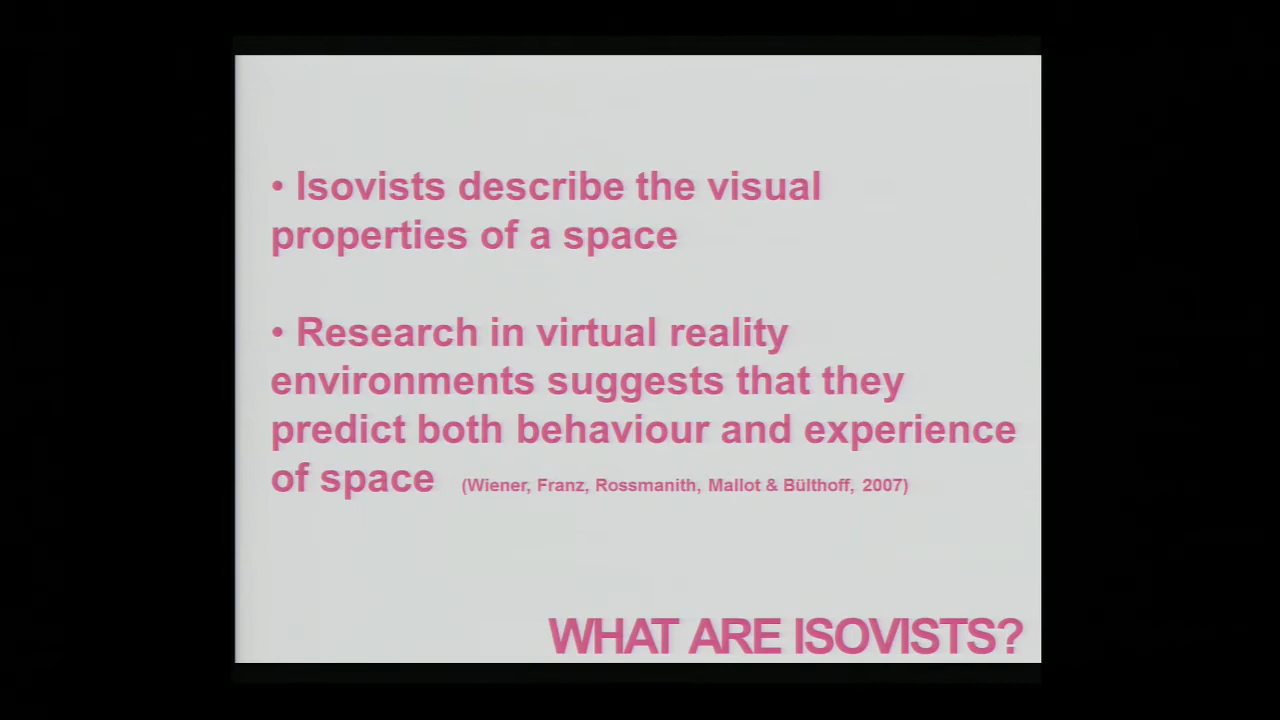 • Isovists describe the visual
properties of a space
• Research in virtual reality
environments suggests that they
predict both behaviour and experience
of space (Wiener, Franz, Rossmanith, Mallot & Bülthoff, 2007)
WHAT ARE ISOVISTS?